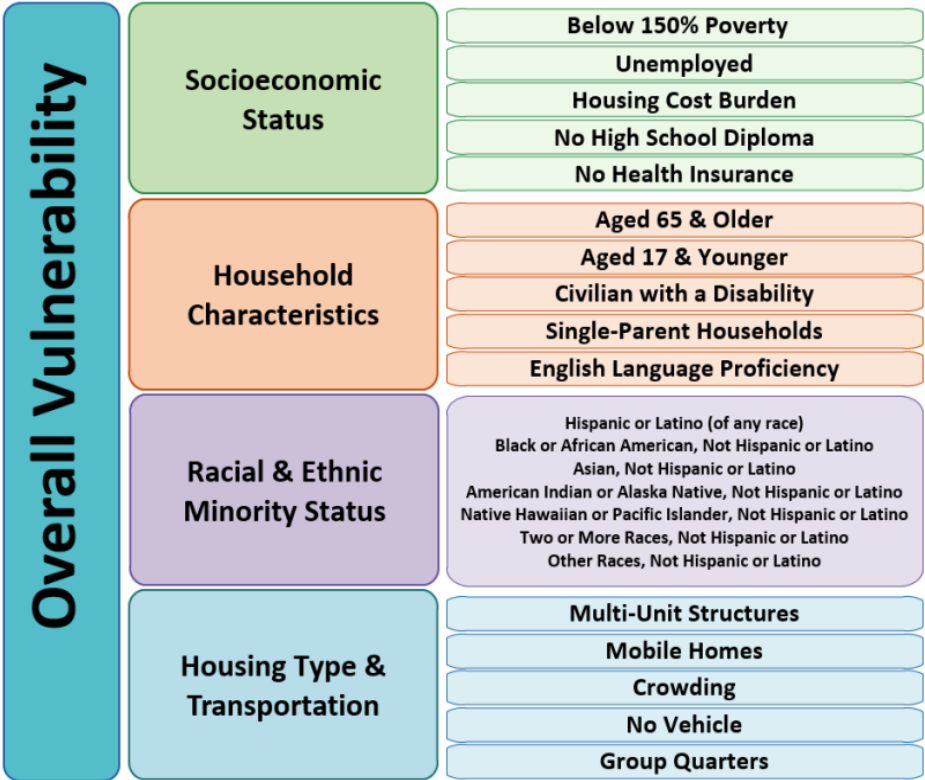 Overall Vulnerability
Socioeconomic
Status
Below 150% Poverty
Unemployed
Housing Cost Burden
No High School Diploma
No Health Insurance
Household
Characteristics
Aged 65 & Older
Aged 17 & Younger
Civilian with a Disability
Single-Parent Households
English Language Proficiency
Racial & Ethnic
Minority Status
Hispanic or Latino (of any race)
Black or African American, Not Hispanic or Latino
Asian, Not Hispanic or Latino
American Indian or Alaska Native, Not Hispanic or Latino
Native Hawaiian or Pacific Islander, Not Hispanic or Latino
Two or More Races, Not Hispanic or Latino
Other Races, Not Hispanic or Latino
Housing Type &
Transportation
Multi-Unit Structures
Mobile Homes
Crowding
No Vehicle
Group Quarters